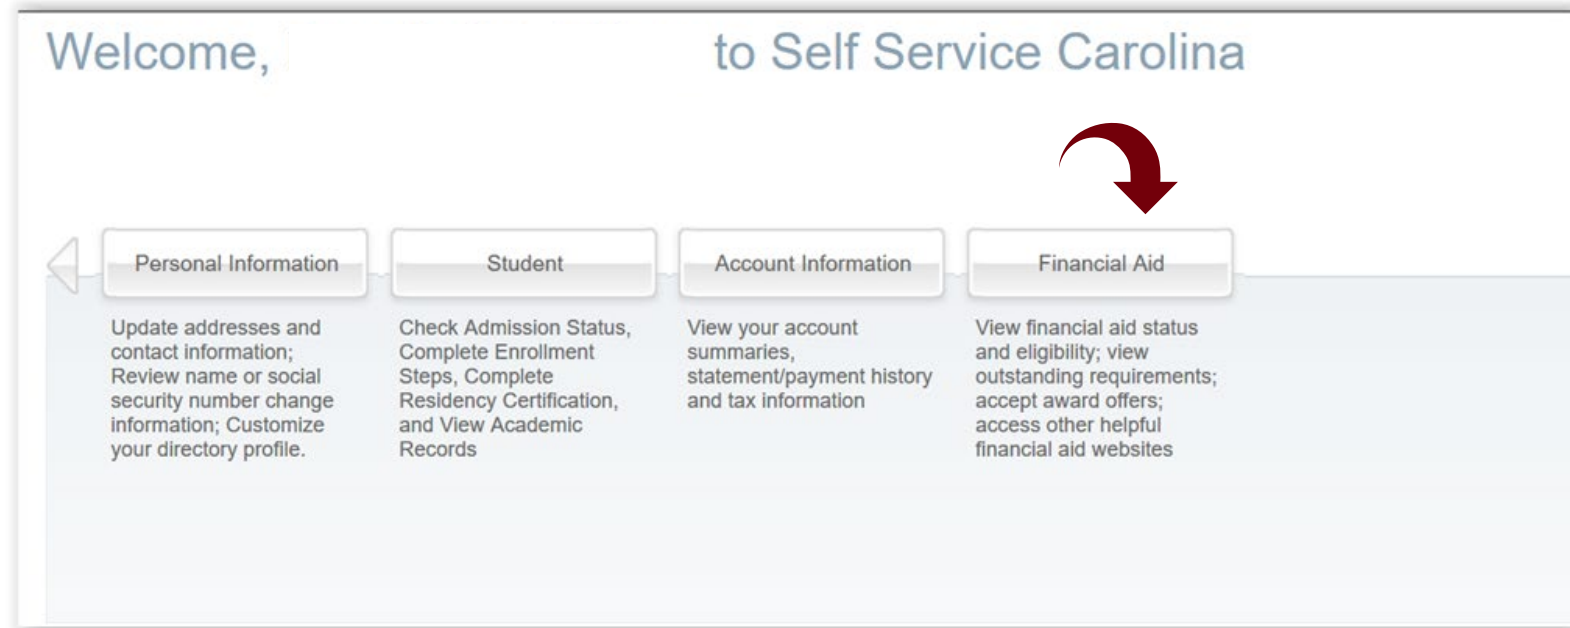 Welcome, to Self Service Carolina
Personal Information
Student
Account Information
Financial Aid
Update addresses and
contact information;
Review name or social
security number change
information; Customize
your directory profile.
Check Admission Status,
Complete Enrollment
Steps, Complete
Residency Certification,
and View Academic
Records
View your account
summaries,
statement/payment history
and tax information
View financial aid status
and eligibility; view
outstanding requirements;
accept award offers;
access other helpful
financial aid websites